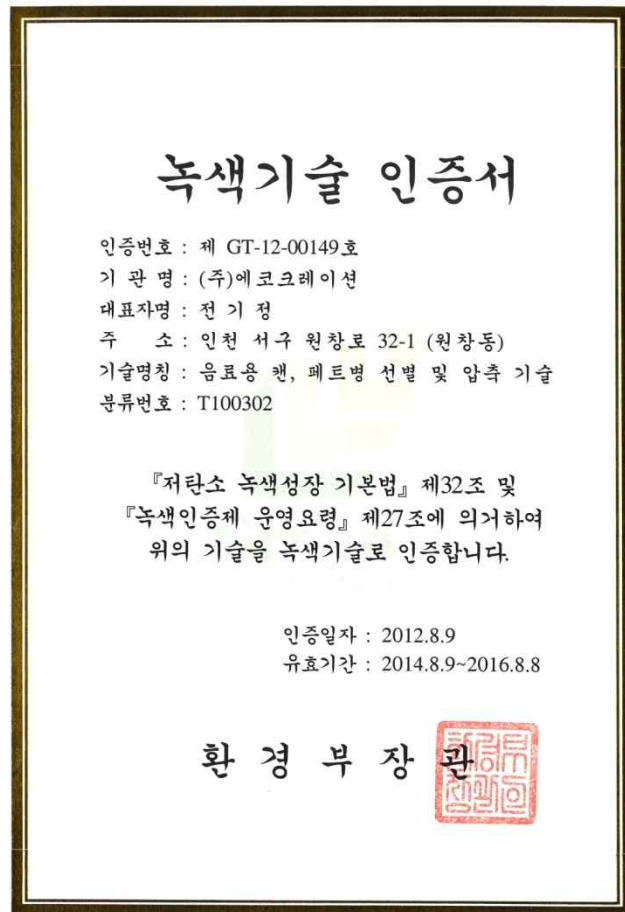 녹색기술 인증서
인증번호 : 제 GT-12-00149호
기 관 명 : (주)에코크레이션
대표자명 : 전 기 정
주 소 : 인천 서구 원창로 32-1 (원창동)
기술명칭 : 음료용 캔, 페트병 선별 및 압축 기술
분류번호 : T100302
『저탄소 녹색성장 기본법』 제32조 및
『녹색인증제 운영요령』 제27조에 의거하여
위의 기술을 녹색기술로 인증합니다.
인증일자 : 2012.8.9
유효기간 : 2014.8.9~2016.8.8
환 경 부 장 관